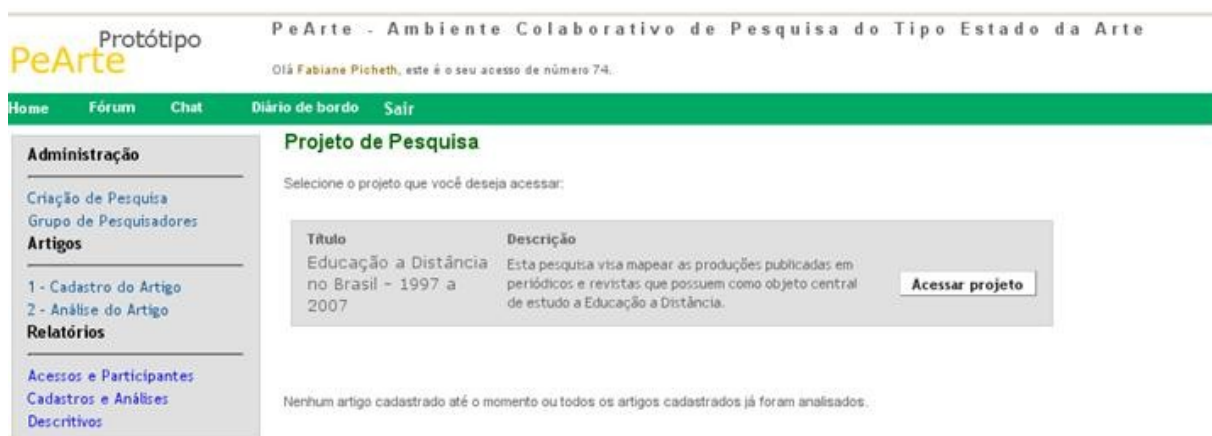 Protótipo
PeArte
PeArte - Ambiente Colaborativo de Pesquisa do Tipo Estado da Arte
Olá Fabiane Picheth, este é o seu acesso de número 74.
Home Fórum Chat Diário de bordo Sair
Administração
Criação de Pesquisa
Grupo de Pesquisadores
Artigos
1 - Cadastro do Artigo
2 - Análise do Artigo
Relatórios
Acessos e Participantes
Cadastros e Análises
Descritivos
Projeto de Pesquisa
Selecione o projeto que você deseja acessar:
Título
Educação a Distância
no Brasil - 1997 a
2007
Descrição
Esta pesquisa visa mapear as produções publicadas em
periódicos e revistas que possuem como objeto central
de estudo a Educação a Distância.
Acessar projeto
Nenhum artigo cadastrado até o momento ou todos os artigos cadastrados já foram analisados.